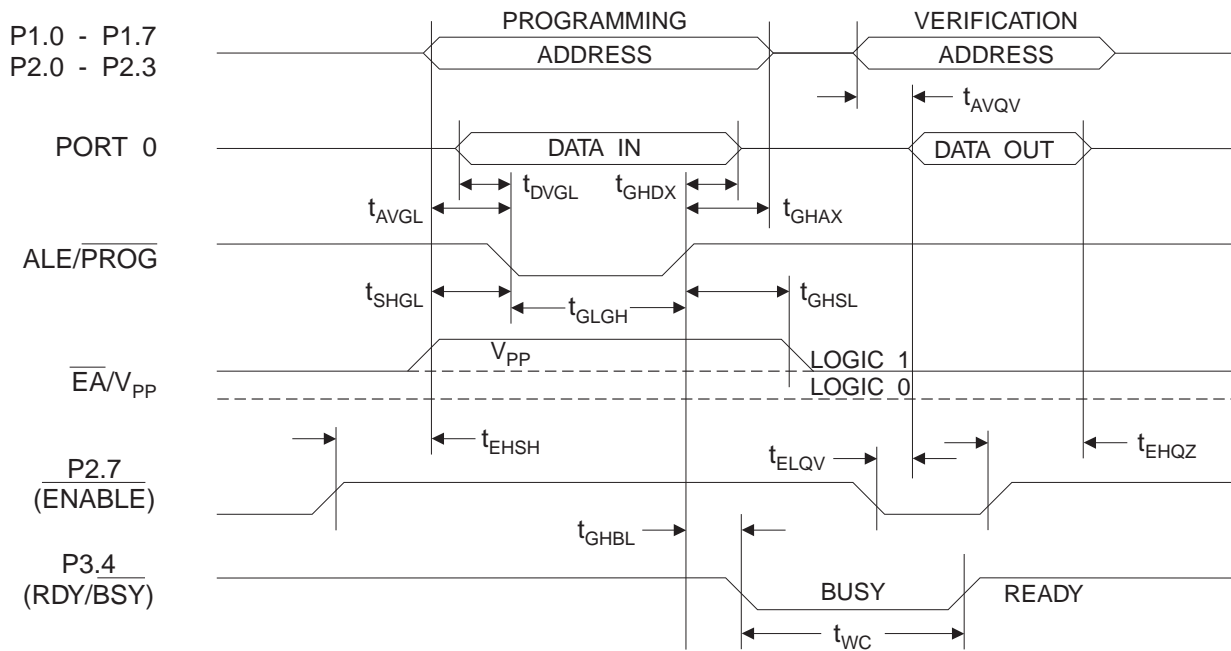 PROGRAMMING
VERIFICATION
P1.0 - P1.7
P2.0 - P2.3
ADDRESS
ADDRESS
tAVQV
PORT 0
DATA IN
DATA OUT
tDVGL
tGHDX
tAVGL
tGHAX
ALE/PROG
tSHGL
tGLGH
tGHSL
VPP
LOGIC 1
EA/VPP
LOGIC 0
tEHSH
tELQV
tEHQZ
P2.7
(ENABLE)
tGHBL
P3.4
(RDY/BSY)
BUSY
READY
tWC